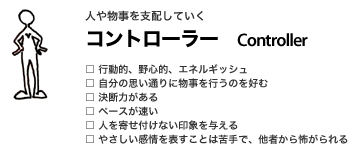 人や物事を支配していく
コントローラー Controller
□ 行動的、野心的、エネルギッシュ
□ 自分の思い通りに物事を行うのを好む
□ 決断力がある
□ ペースが速い
□ 人を寄せ付けない印象を与える
□ やさしい感情を表すことは苦手で、他者から怖がられる